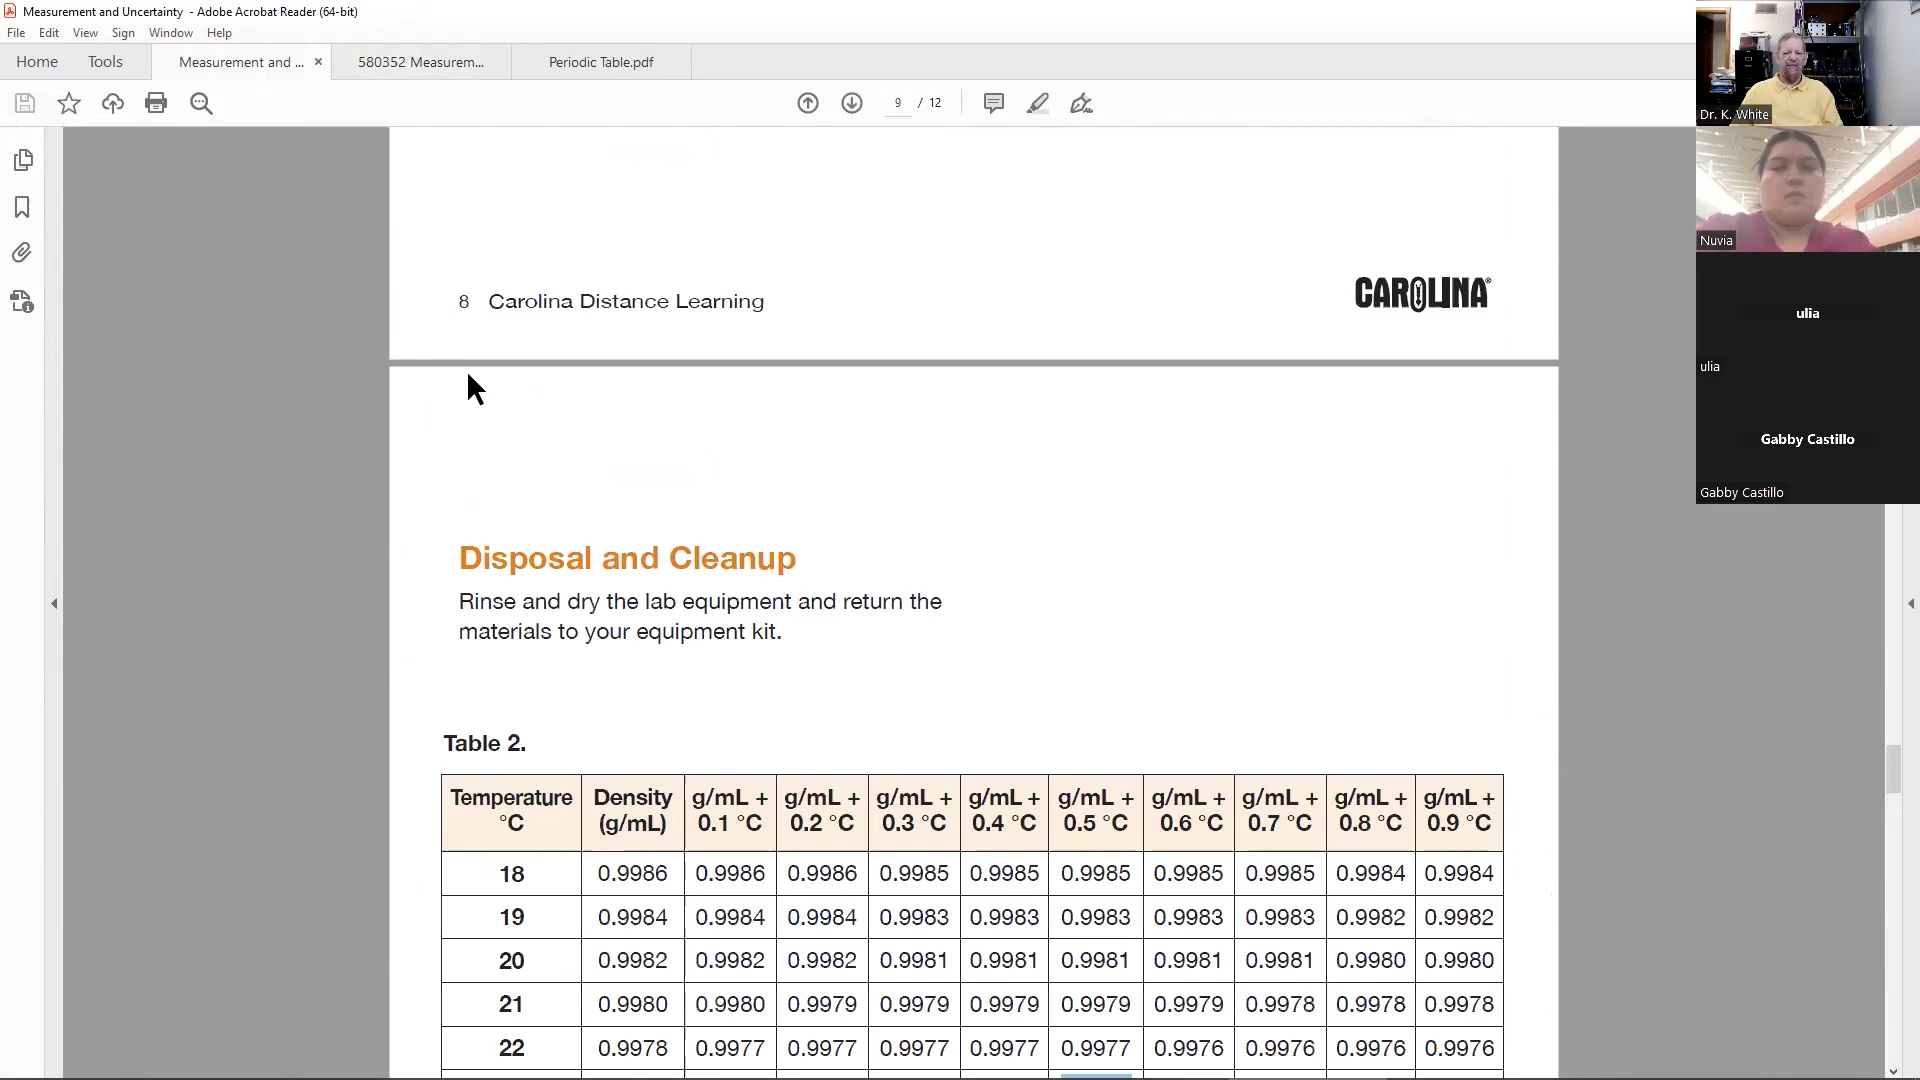 Measurement and Uncertainty - Adobe Acrobat Reader (64-bit)
File Edit View Sign Window Help
Home Tools Measurement and ... × 580352 Measurem... Periodic Table.pdf
9 / 12
Dr. K. White
Nuvia
ulia
ulia
Gabby Castillo
Gabby Castillo
8 Carolina Distance Learning
CAROLINA®
Disposal and Cleanup
Rinse and dry the lab equipment and return the
materials to your equipment kit.
Table 2.
Temperature °C Density (g/mL) g/mL + 0.1 °C g/mL + 0.2 °C g/mL + 0.3 °C g/mL + 0.4 °C g/mL + 0.5 °C g/mL + 0.6 °C g/mL + 0.7 °C g/mL + 0.8 °C g/mL + 0.9 °C
18 0.9986 0.9986 0.9986 0.9985 0.9985 0.9985 0.9985 0.9985 0.9984 0.9984
19 0.9984 0.9984 0.9984 0.9983 0.9983 0.9983 0.9983 0.9983 0.9982 0.9982
20 0.9982 0.9982 0.9982 0.9981 0.9981 0.9981 0.9981 0.9981 0.9980 0.9980
21 0.9980 0.9980 0.9979 0.9979 0.9979 0.9979 0.9979 0.9978 0.9978 0.9978
22 0.9978 0.9977 0.9977 0.9977 0.9977 0.9977 0.9976 0.9976 0.9976 0.9976